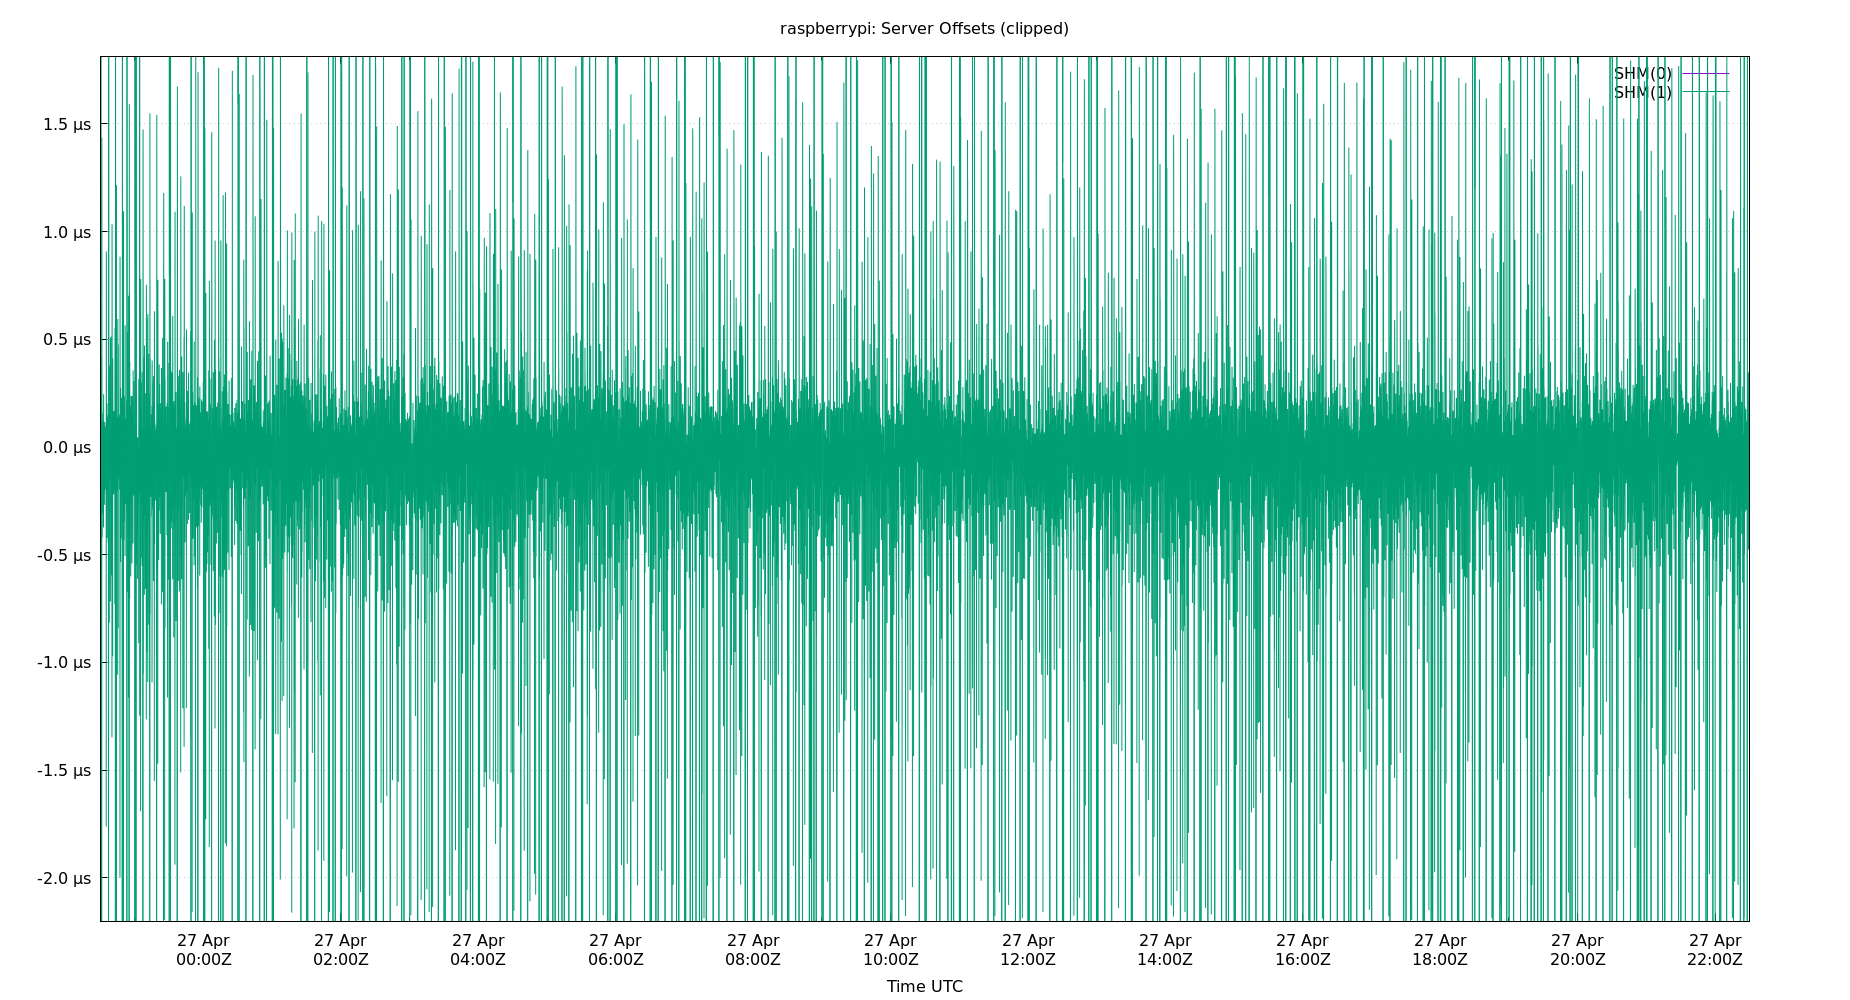 raspberrypi: Server Offsets (clipped)
SHM(0)
SHM(1)
1.5 µs
1.0 µs
0.5 µs
0.0 µs
-0.5 µs
-1.0 µs
-1.5 µs
-2.0 µs
27 Apr 27 Apr 27 Apr 27 Apr 27 Apr 27 Apr 27 Apr 27 Apr 27 Apr 27 Apr 27 Apr 27 Apr
00:00Z 02:00Z 04:00Z 06:00Z 08:00Z 10:00Z 12:00Z 14:00Z 16:00Z 18:00Z 20:00Z 22:00Z
Time UTC